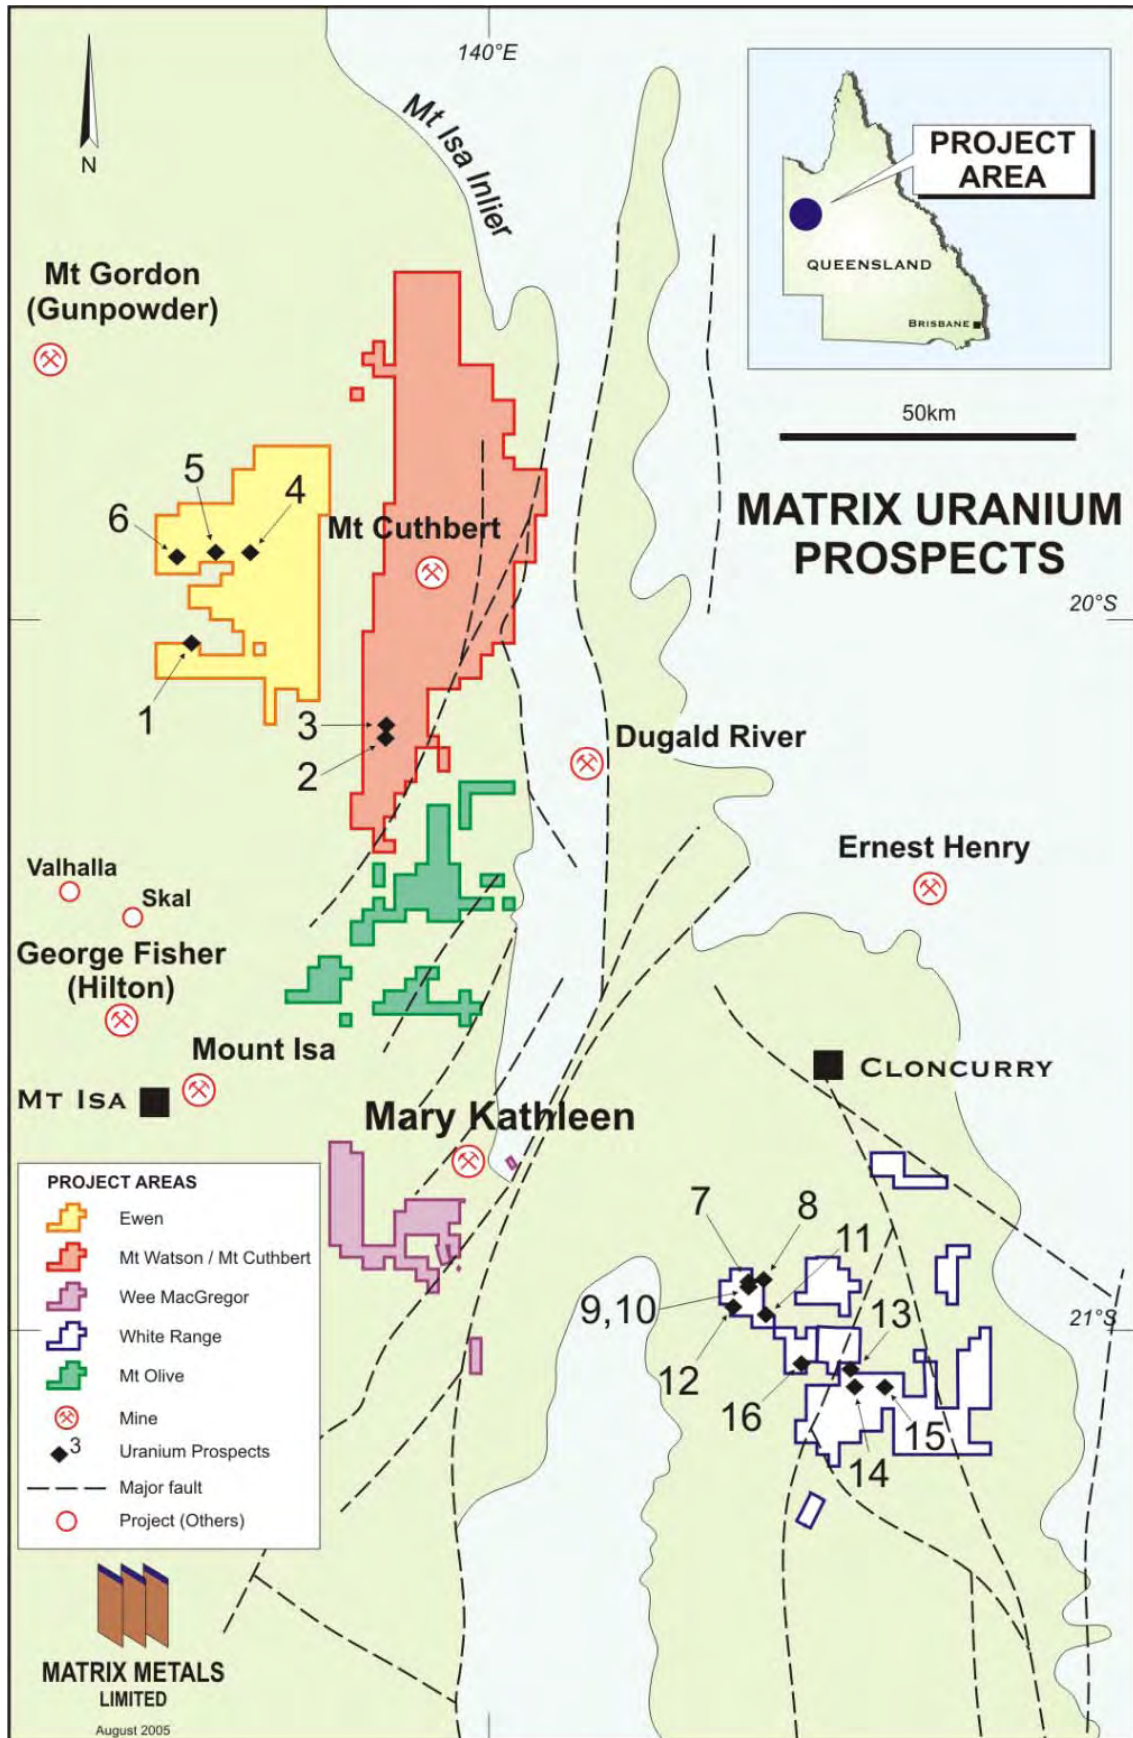 140°E
Mt Isa Inlier
N
PROJECT
AREA
QUEENSLAND
BRISBANE
Mt Gordon
(Gunpowder)
50km
MATRIX URANIUM
PROSPECTS
5
4
6
Mt Cuthbert
20°S
1
3
2
Dugald River
Ernest Henry
Valhalla
Skal
George Fisher
(Hilton)
Mount Isa
MT ISA
CLONCURRY
Mary Kathleen
7
8
11
9,10
13
21°S
12
16
15
14
PROJECT AREAS
Ewen
Mt Watson / Mt Cuthbert
Wee MacGregor
White Range
Mt Olive
Mine
3
Uranium Prospects
Major fault
Project (Others)
MATRIX METALS
LIMITED
August 2005